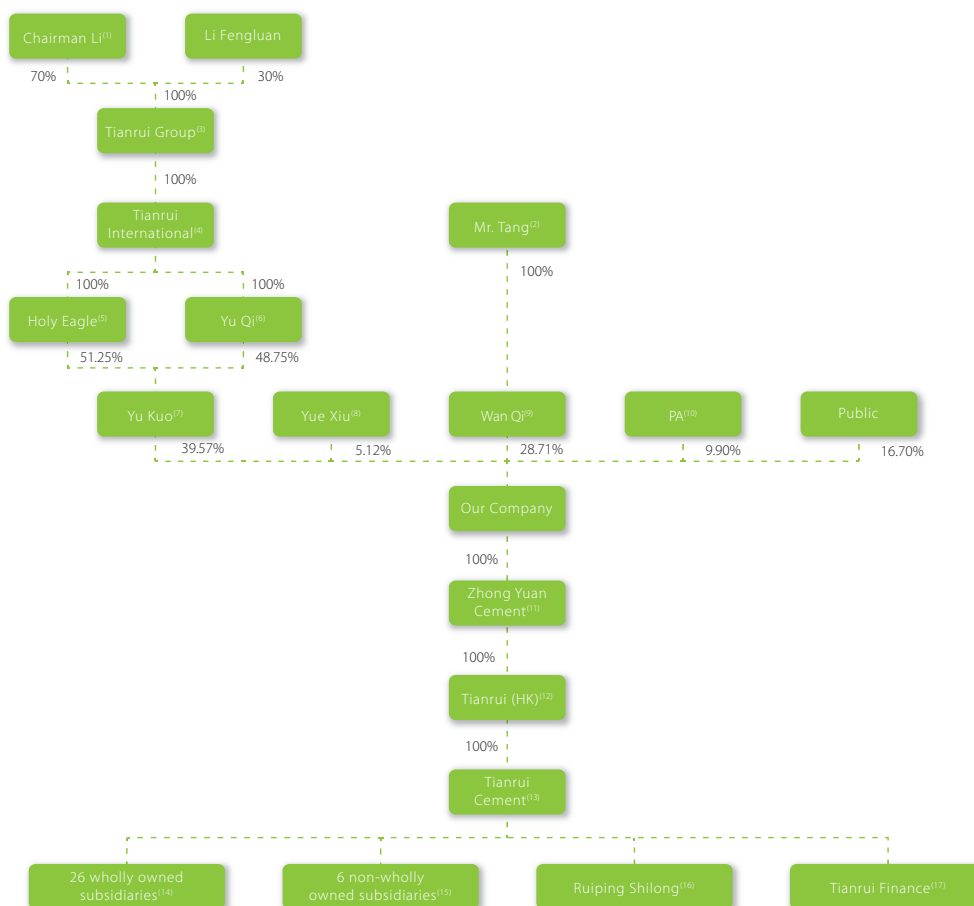 Chairman Li(1)
Li Fengluan
70%
30%
100%
Tianrui Group(3)
100%
Tianrui
International(4)
Mr. Tang(2)
100%
100%
100%
Holy Eagle(5)
Yu Qi(6)
51.25%
48.75%
Yu Kuo(7)
Yue Xiu(8)
Wan Qi(9)
PA(10)
Public
39.57%
5.12%
28.71%
9.90%
16.70%
Our Company
100%
Zhong Yuan
Cement(11)
100%
Tianrui (HK)(12)
100%
Tianrui
Cement(13)
26 wholly owned
subsidiaries(14)
6 non-wholly
owned subsidiaries(15)
Ruiping Shilong(16)
Tianrui Finance(17)